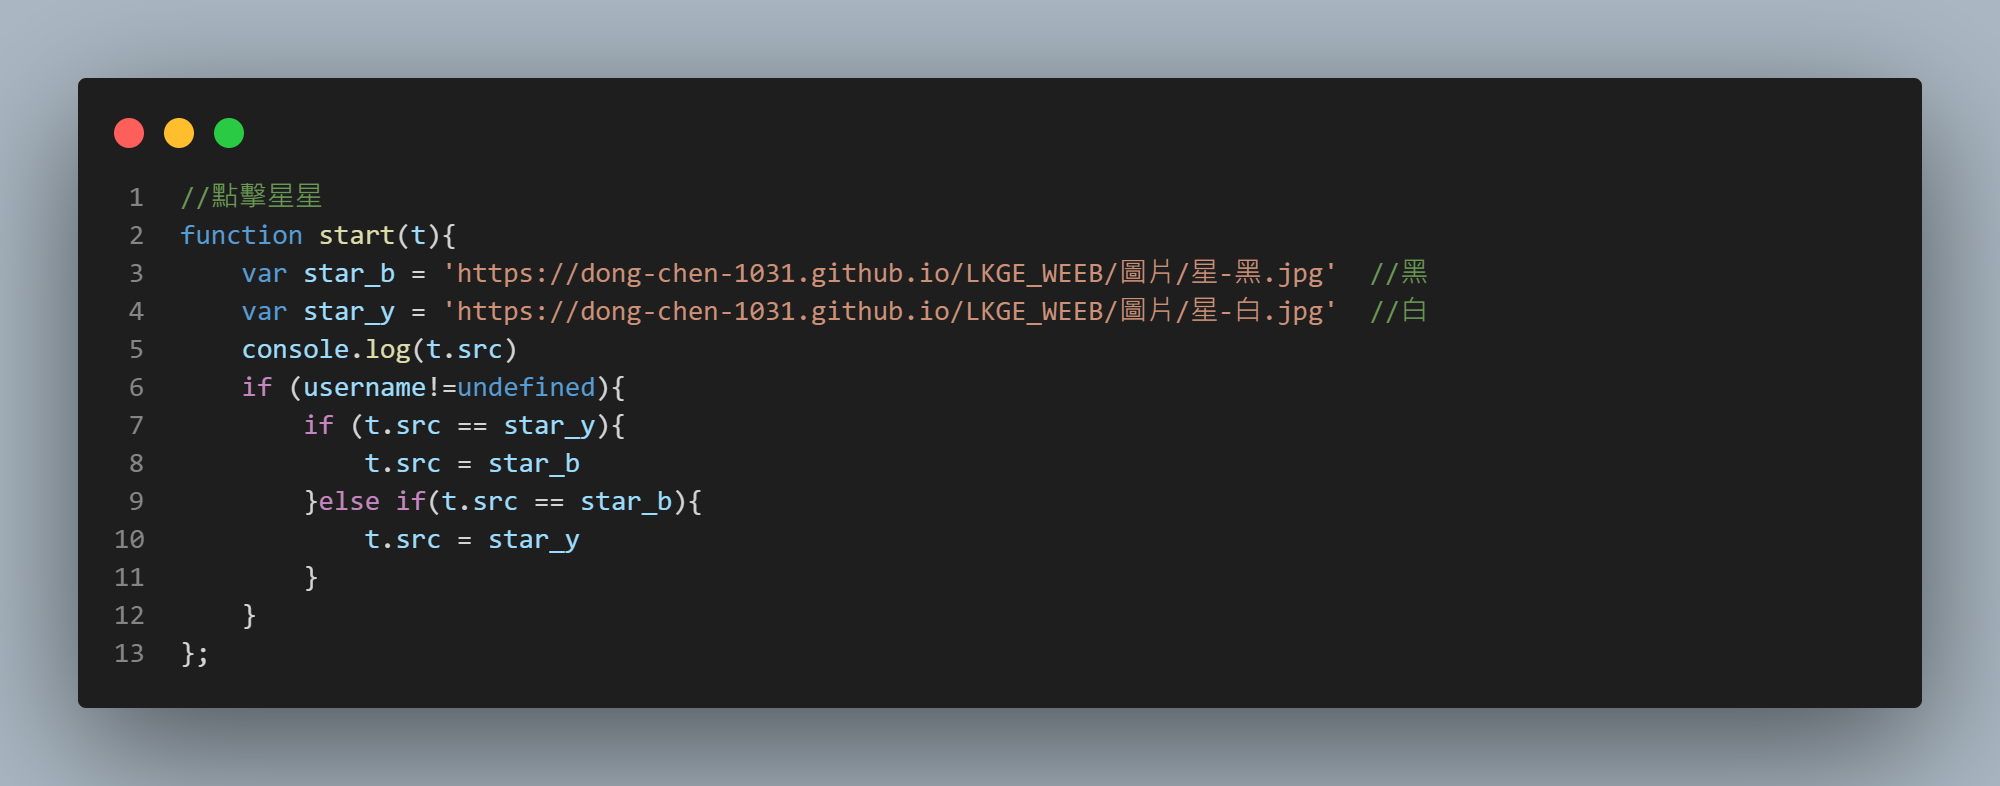 1 //點擊星星
2 function start(t){
3     var star_b = 'https://dong-chen-1031.github.io/LKGE_WEEB/圖片/星-黑.jpg'  //黑
4     var star_y = 'https://dong-chen-1031.github.io/LKGE_WEEB/圖片/星-白.jpg'  //白
5     console.log(t.src)
6     if (username!=undefined){
7         if (t.src == star_y){
8             t.src = star_b
9         }else if(t.src == star_b){
10             t.src = star_y
11         }
12     }
13 };